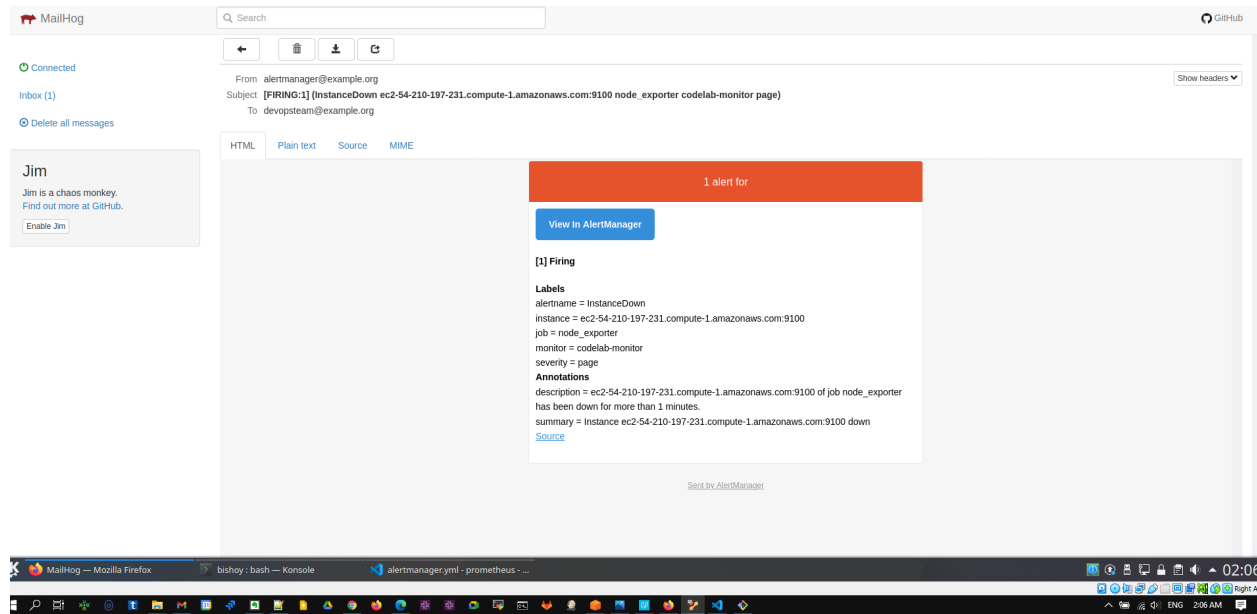 MailHog
Search
GitHub
Connected
Inbox (1)
Delete all messages
Jim
Jim is a chaos monkey.
Find out more at GitHub.
Enable Jim
From alertmanager@example.org
Subject [FIRING:1] (InstanceDown ec2-54-210-197-231.compute-1.amazonaws.com:9100 node_exporter codelab-monitor page)
To devopsteam@example.org
Show headers
HTML Plain text Source MIME
1 alert for
View In AlertManager
[1] Firing
Labels
alertname = InstanceDown
instance = ec2-54-210-197-231.compute-1.amazonaws.com:9100
job = node_exporter
monitor = codelab-monitor
severity = page
Annotations
description = ec2-54-210-197-231.compute-1.amazonaws.com:9100 of job node_exporter
has been down for more than 1 minutes.
summary = Instance ec2-54-210-197-231.compute-1.amazonaws.com:9100 down
Source
Sent by AlertManager
MailHog — Mozilla Firefox bishoy : bash — Konsole alertmanager.yml - prometheus - ... 02:06
Right A
ENG 2:06 AM